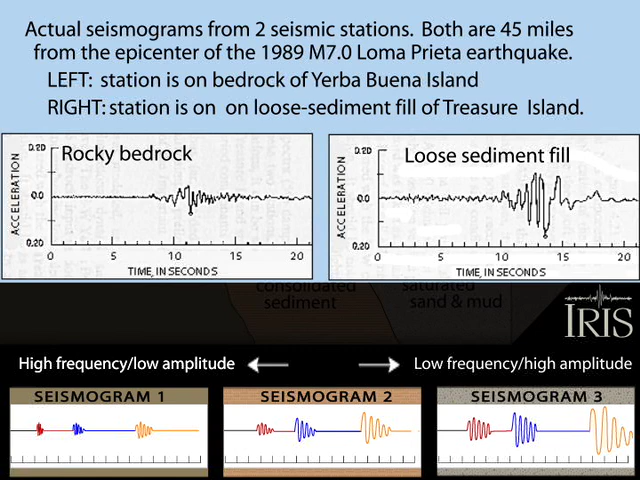 Actual seismograms from 2 seismic stations. Both are 45 miles
from the epicenter of the 1989 M7.0 Loma Prieta earthquake.
LEFT: station is on bedrock of Yerba Buena Island
RIGHT: station is on on loose-sediment fill of Treasure Island.
Rocky bedrock
0.20
0.0
0.20
ACCELERATION
0 5 10 15 20
TIME, IN SECONDS
Loose sediment fill
0.20
0.0
0.20
ACCELERATION
0 5 10 15 20
TIME, IN SECONDS
consolidated
sediment
saturated
sand & mud
IRIS
High frequency/low amplitude
Low frequency/high amplitude
SEISMOGRAM 1
SEISMOGRAM 2
SEISMOGRAM 3